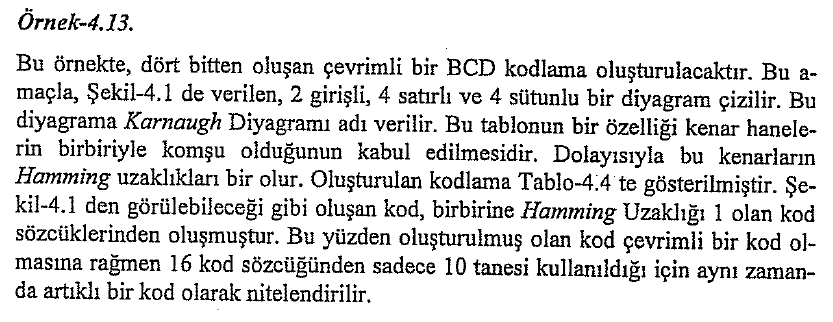 Örnek-4.13.
Bu örnekte, dört bitten oluşan çevrimli bir BCD kodlama oluşturulacaktır. Bu a-
maçla, Şekil-4.1 de verilen, 2 girişli, 4 satırlı ve 4 sütunlu bir diyagram çizilir. Bu
diyagrama Karnaugh Diyagramı adı verilir. Bu tablonun bir özelliği kenar hanele-
rin birbiriyle komşu olduğunun kabul edilmesidir. Dolayısıyla bu kenarların
Hamming uzaklıkları bir olur. Oluşturulan kodlama Tablo-4.4 te gösterilmiştir. Şe-
kil-4.1 den görülebileceği gibi oluşan kod, birbirine Hamming Uzaklığı 1 olan kod
sözcüklerinden oluşmuştur. Bu yüzden oluşturulmuş olan kod çevrimli bir kod ol-
masına rağmen 16 kod sözcüğünden sadece 10 tanesi kullanıldığı için aynı zaman-
da artıklı bir kod olarak nitelendirilir.